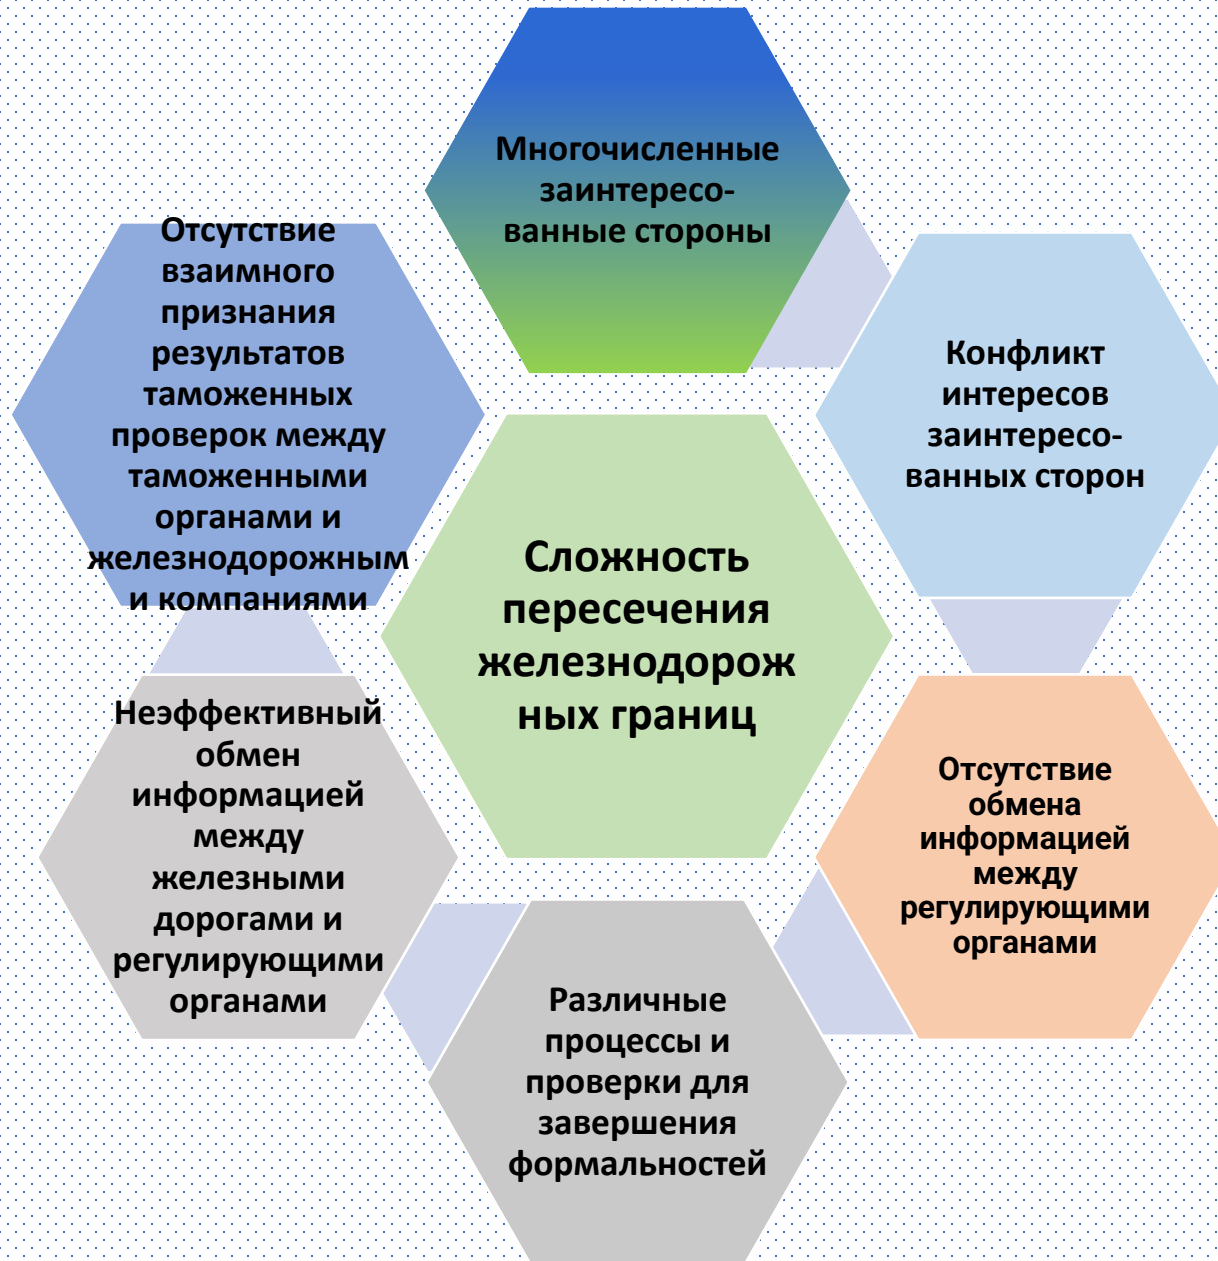 Многочисленные
заинтересо-
ванные стороны
Отсутствие
взаимного
признания
результатов
таможенных
проверок между
таможенными
органами и
железнодорожным
и компаниями
Конфликт
интересов
заинтересо-
ванных сторон
Сложность
пересечения
железнодорож
ных границ
Неэффективный
обмен
информацией
между
железными
дорогами и
регулирующими
органами
Отсутствие
обмена
информацией
между
регулирующими
органами
Различные
процессы и
проверки для
завершения
формальностей